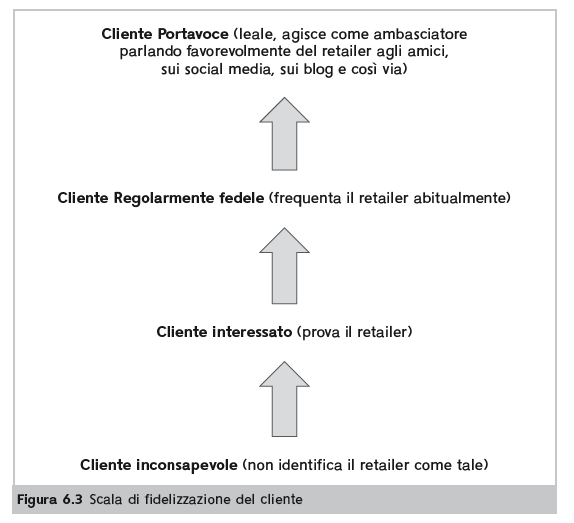 Cliente Portavoce (leale, agisce come ambasciatore
parlando favorevolmente del retailer agli amici,
sui social media, sui blog e così via)
Cliente Regolarmente fedele (frequenta il retailer abitualmente)
Cliente interessato (prova il retailer)
Cliente inconsapevole (non identifica il retailer come tale)
Figura 6.3 Scala di fidelizzazione del cliente